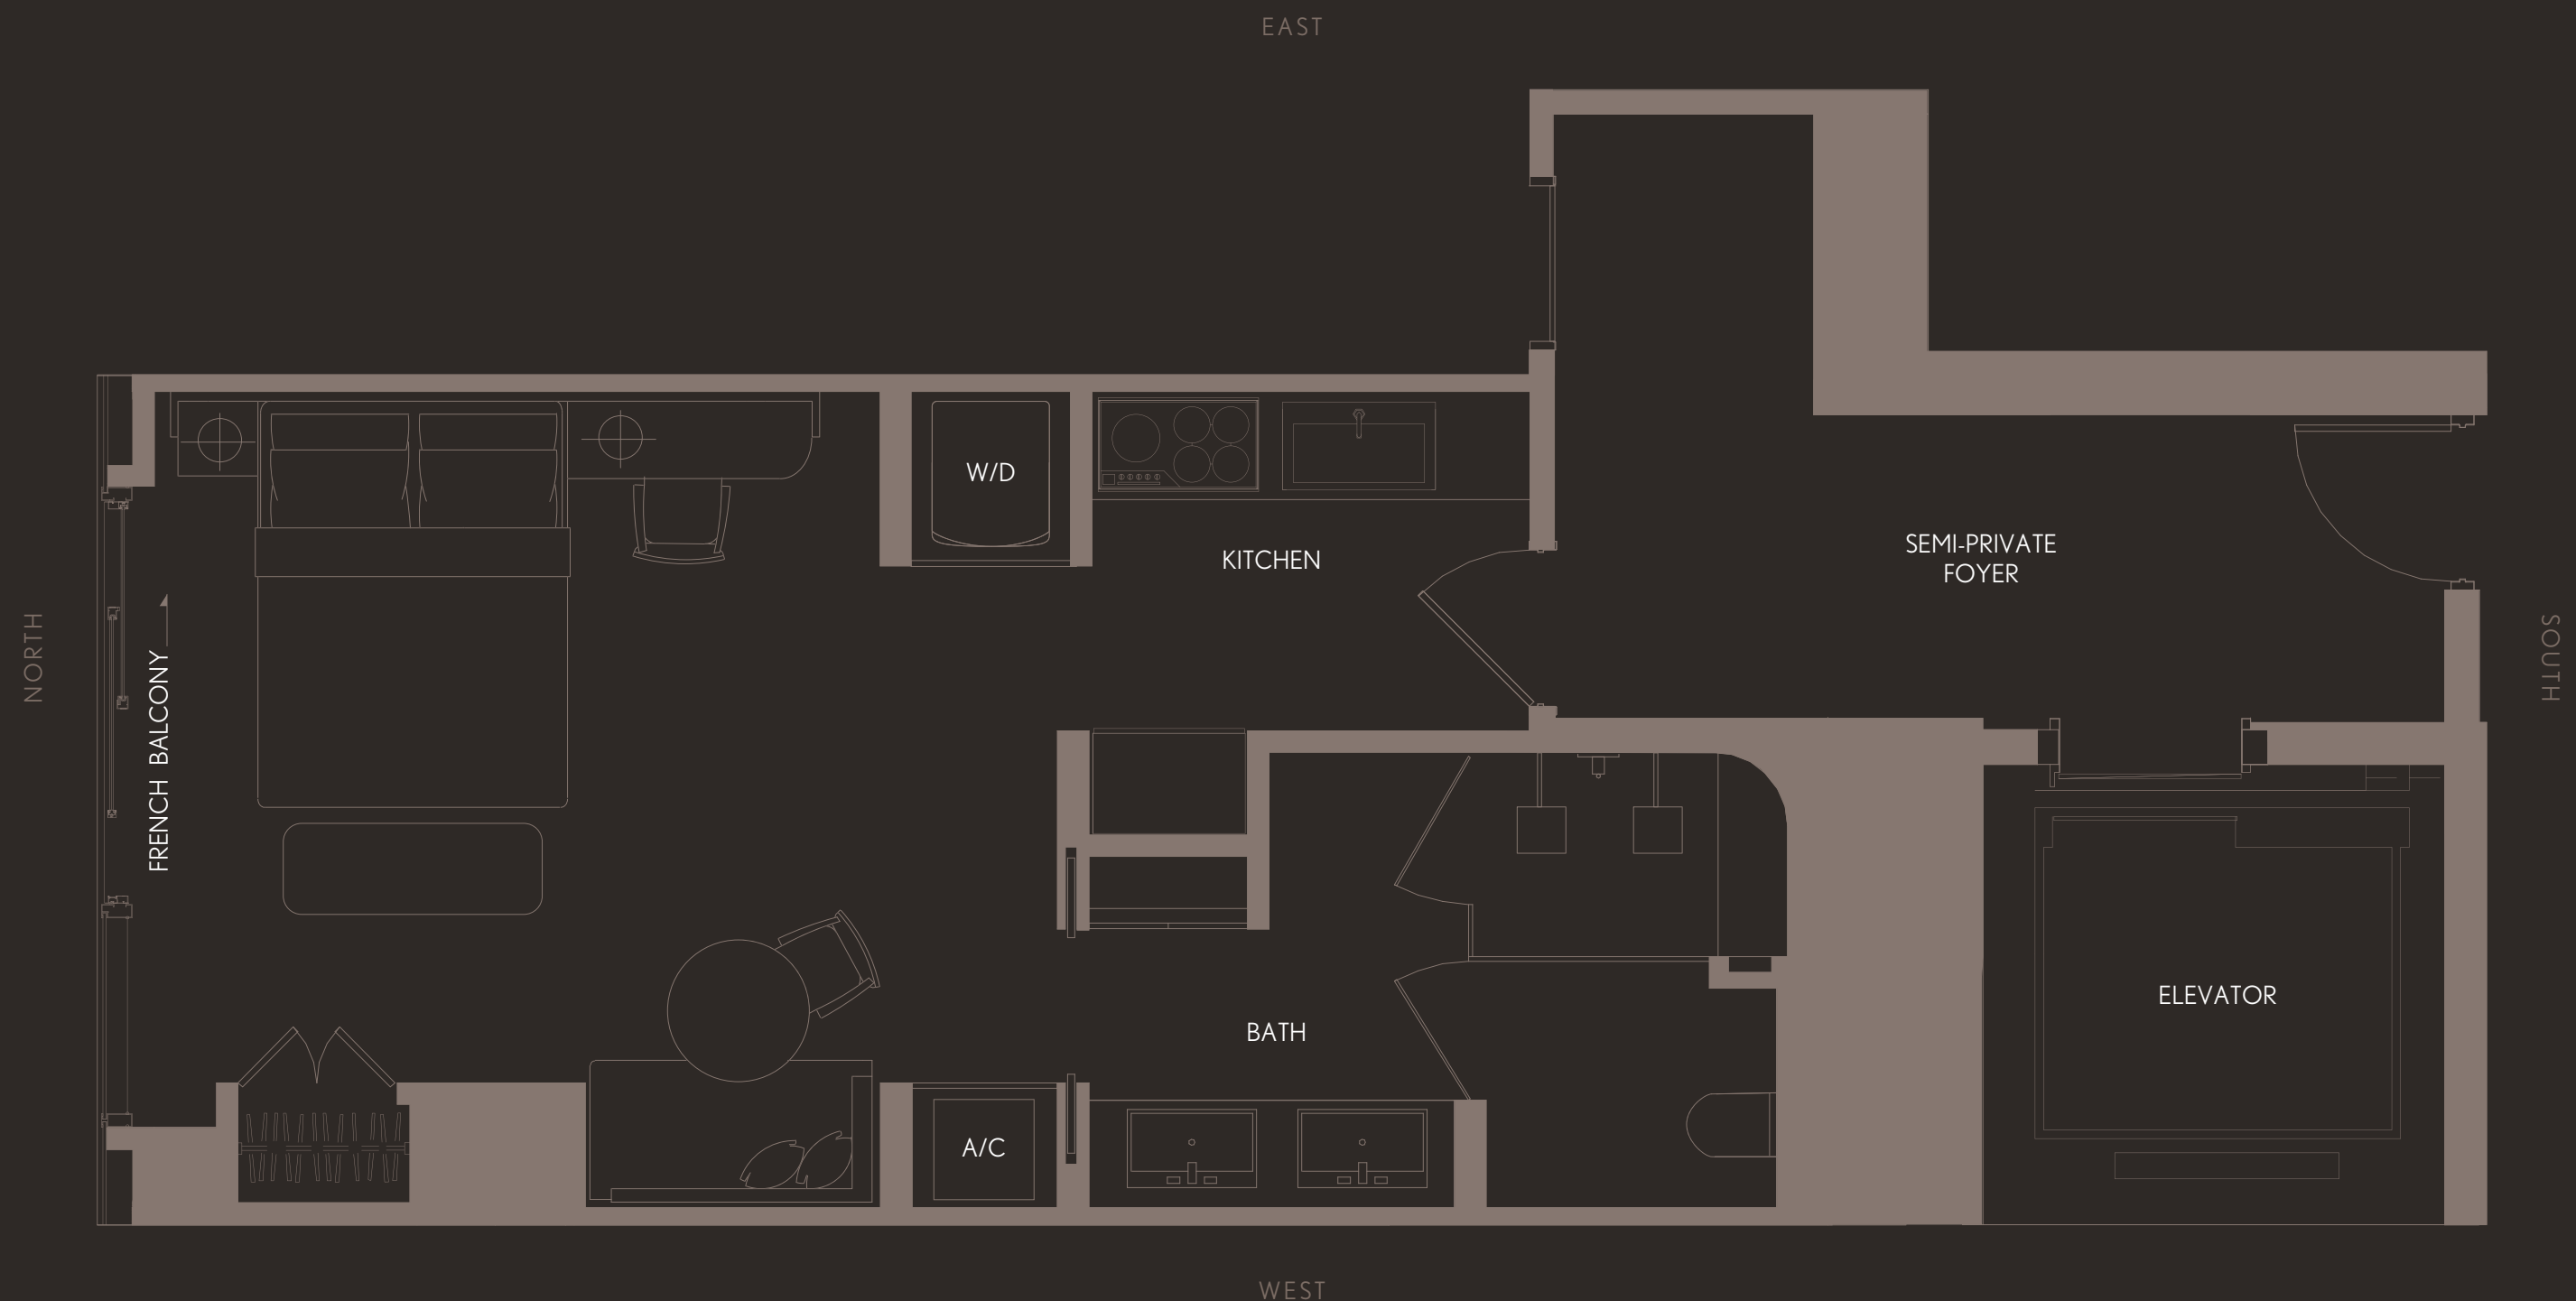 EAST
W/D
KITCHEN
SEMI-PRIVATE
FOYER
NORTH
FRENCH BALCONY
SOUTH
ELEVATOR
BATH
A/C
WEST